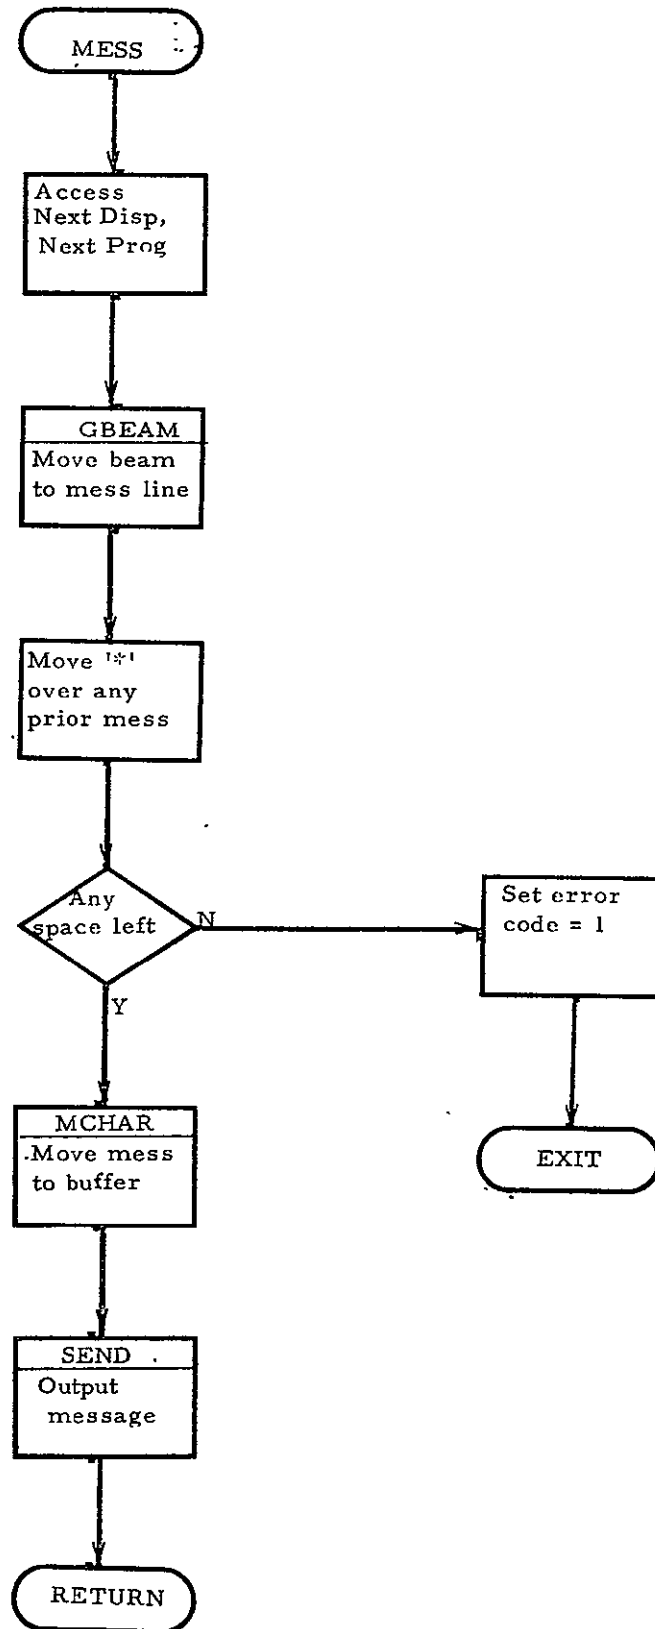 MESS
Access
Next Disp,
Next Prog
GBEAM
Move beam
to mess line
Move '*'
over any
prior mess
Any
space left
N
Set error
code = 1
Y
MCHAR
Move mess
to buffer
EXIT
SEND
Output
message
RETURN